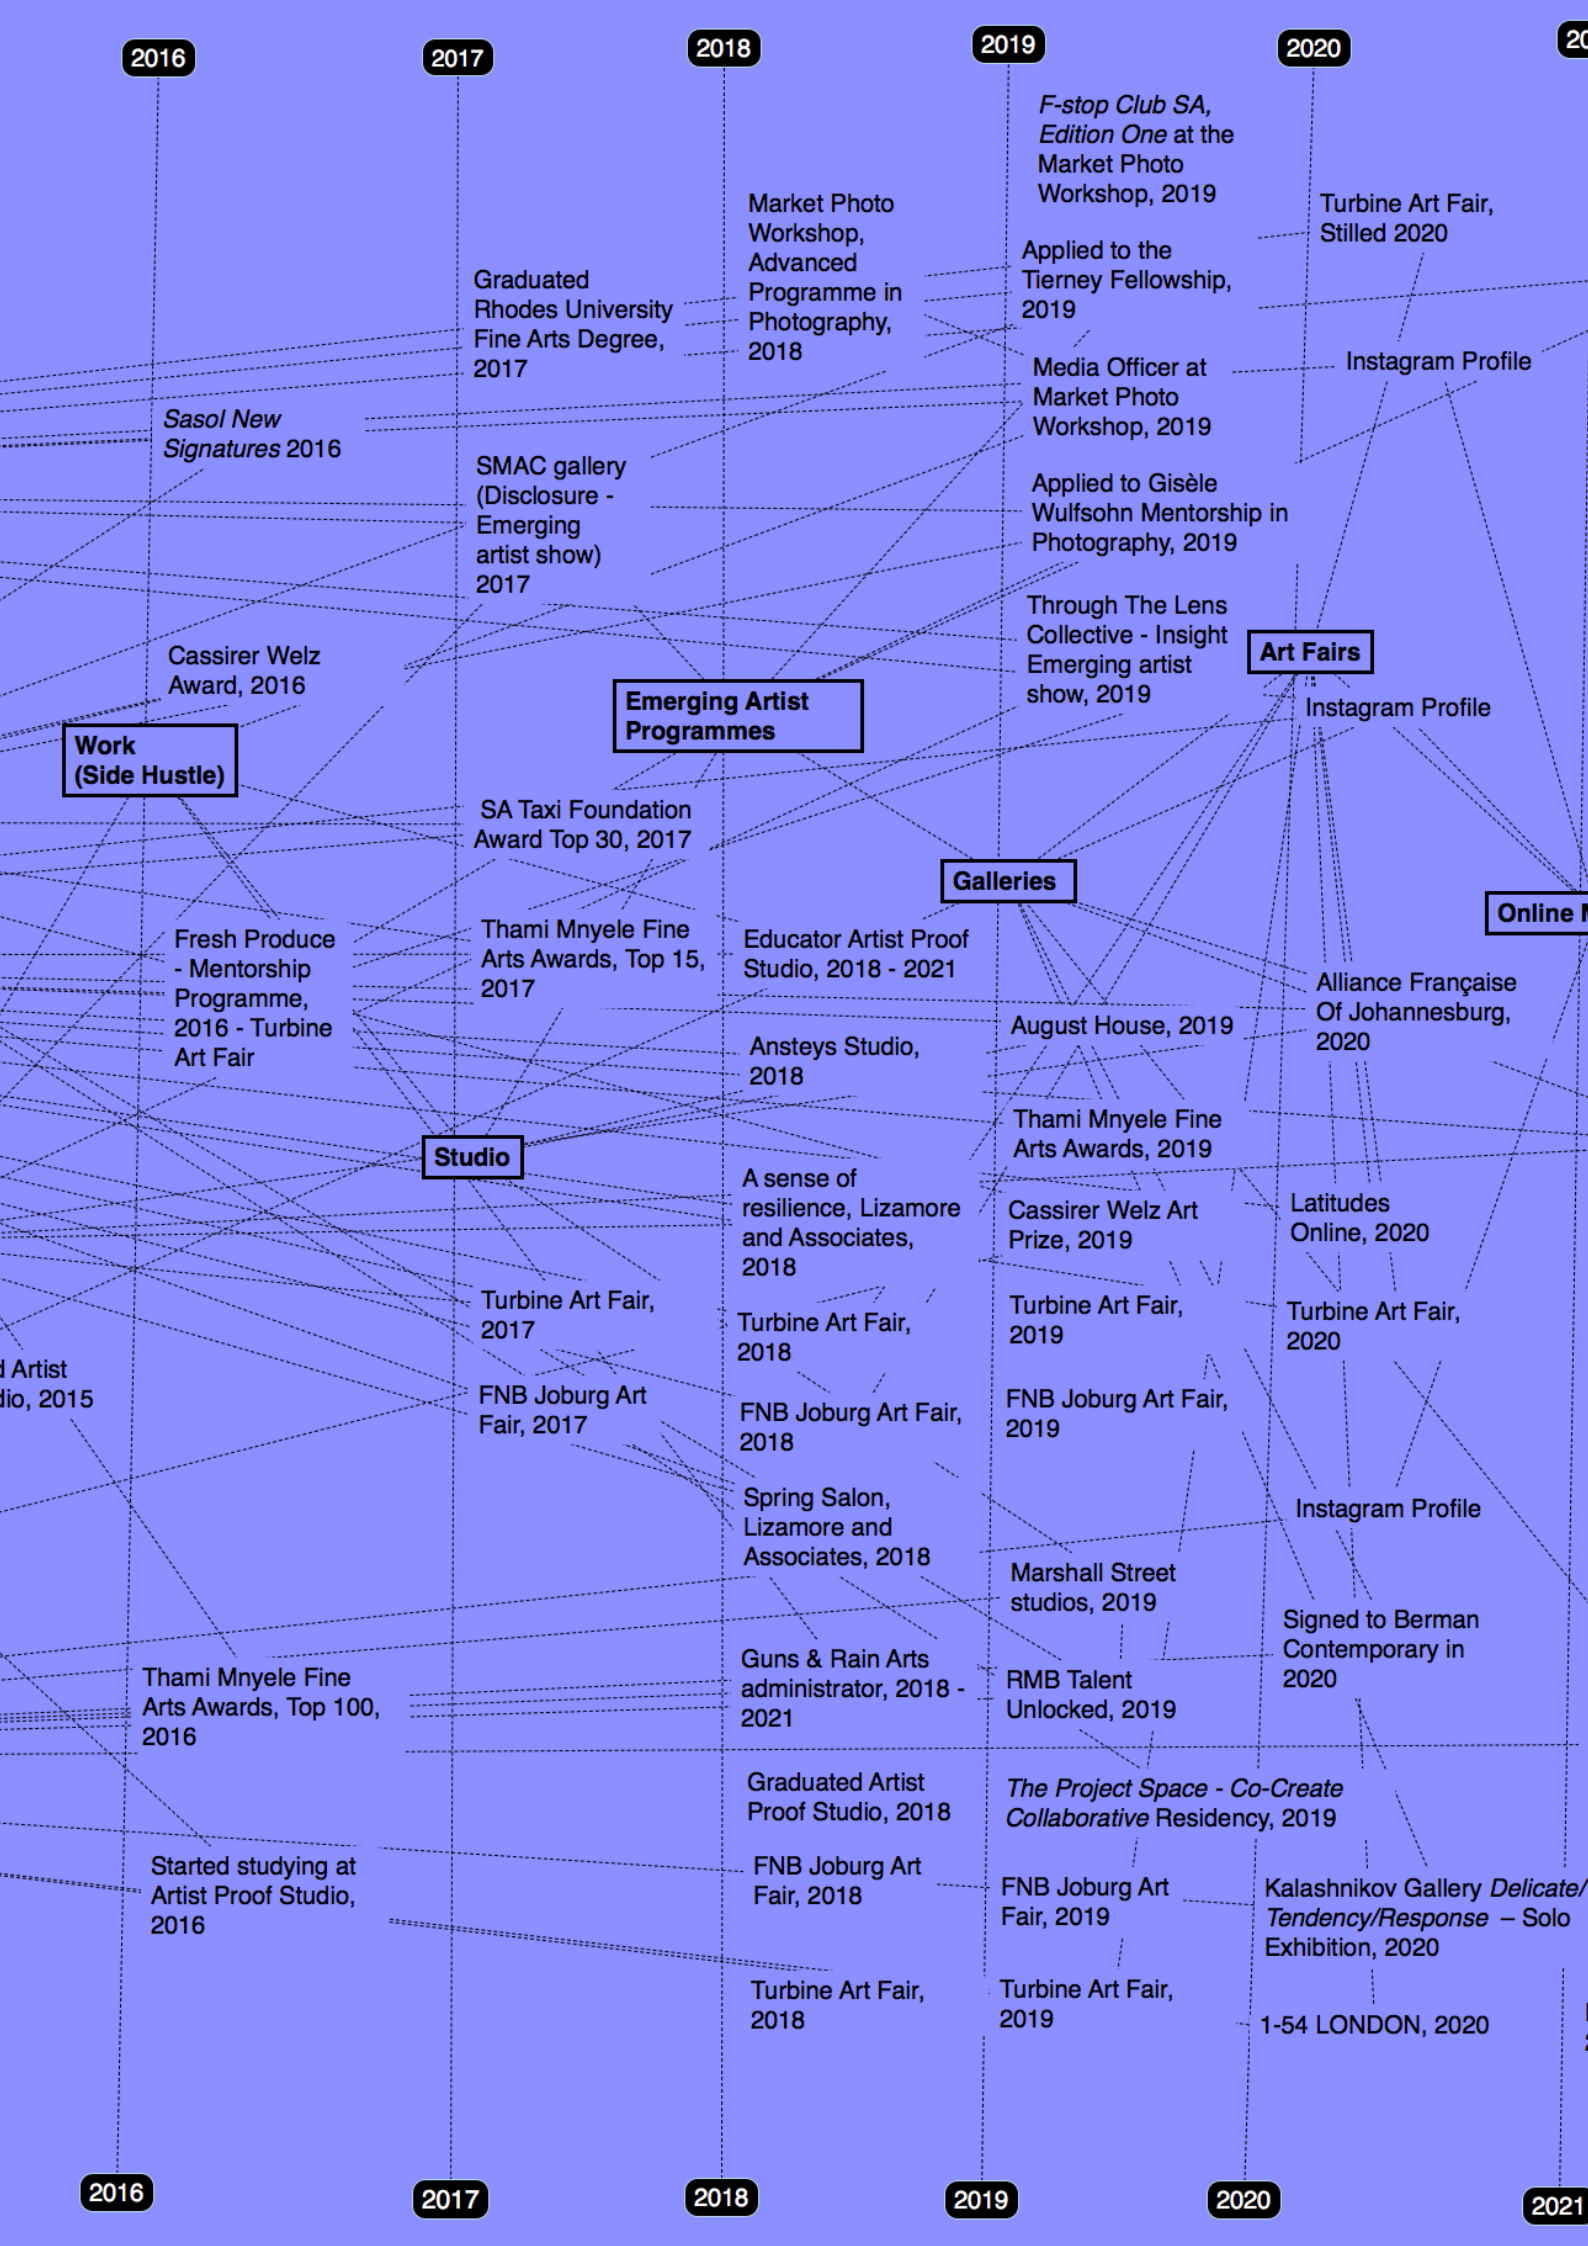 2016
2017
2018
2019
2020
F-stop Club SA,
Edition One at the
Market Photo
Workshop, 2019
Market Photo
Workshop,
Advanced
Programme in
Photography,
2018
Turbine Art Fair,
Stilled 2020
Applied to the
Tierney Fellowship,
2019
Graduated
Rhodes University
Fine Arts Degree,
2017
Media Officer at
Market Photo
Workshop, 2019
Instagram Profile
Sasol New
Signatures 2016
SMAC gallery
(Disclosure -
Emerging
artist show)
2017
Applied to Gisèle
Wulfsohn Mentorship in
Photography, 2019
Through The Lens
Collective - Insight
Emerging artist
show, 2019
Art Fairs
Cassirer Welz
Award, 2016
Emerging Artist
Programmes
Instagram Profile
Work
(Side Hustle)
SA Taxi Foundation
Award Top 30, 2017
Galleries
Online
Fresh Produce
- Mentorship
Programme,
2016 - Turbine
Art Fair
Thami Mnyele Fine
Arts Awards, Top 15,
2017
Educator Artist Proof
Studio, 2018 - 2021
Alliance Française
Of Johannesburg,
2020
August House, 2019
Ansteys Studio,
2018
Thami Mnyele Fine
Arts Awards, 2019
Studio
A sense of
resilience, Lizamore
and Associates,
2018
Cassirer Welz Art
Prize, 2019
Latitudes
Online, 2020
Turbine Art Fair,
2017
Turbine Art Fair,
2018
Turbine Art Fair,
2019
Turbine Art Fair,
2020
Artist
dio, 2015
FNB Joburg Art
Fair, 2017
FNB Joburg Art Fair,
2018
FNB Joburg Art Fair,
2019
Spring Salon,
Lizamore and
Associates, 2018
Instagram Profile
Marshall Street
studios, 2019
Signed to Berman
Contemporary in
2020
Thami Mnyele Fine
Arts Awards, Top 100,
2016
Guns & Rain Arts
administrator, 2018 -
2021
RMB Talent
Unlocked, 2019
Graduated Artist
Proof Studio, 2018
The Project Space - Co-Create
Collaborative Residency, 2019
Started studying at
Artist Proof Studio,
2016
FNB Joburg Art
Fair, 2018
FNB Joburg Art
Fair, 2019
Kalashnikov Gallery Delicate/
Tendency/Response – Solo
Exhibition, 2020
Turbine Art Fair,
2018
Turbine Art Fair,
2019
1-54 LONDON, 2020
2016
2017
2018
2019
2020
2021